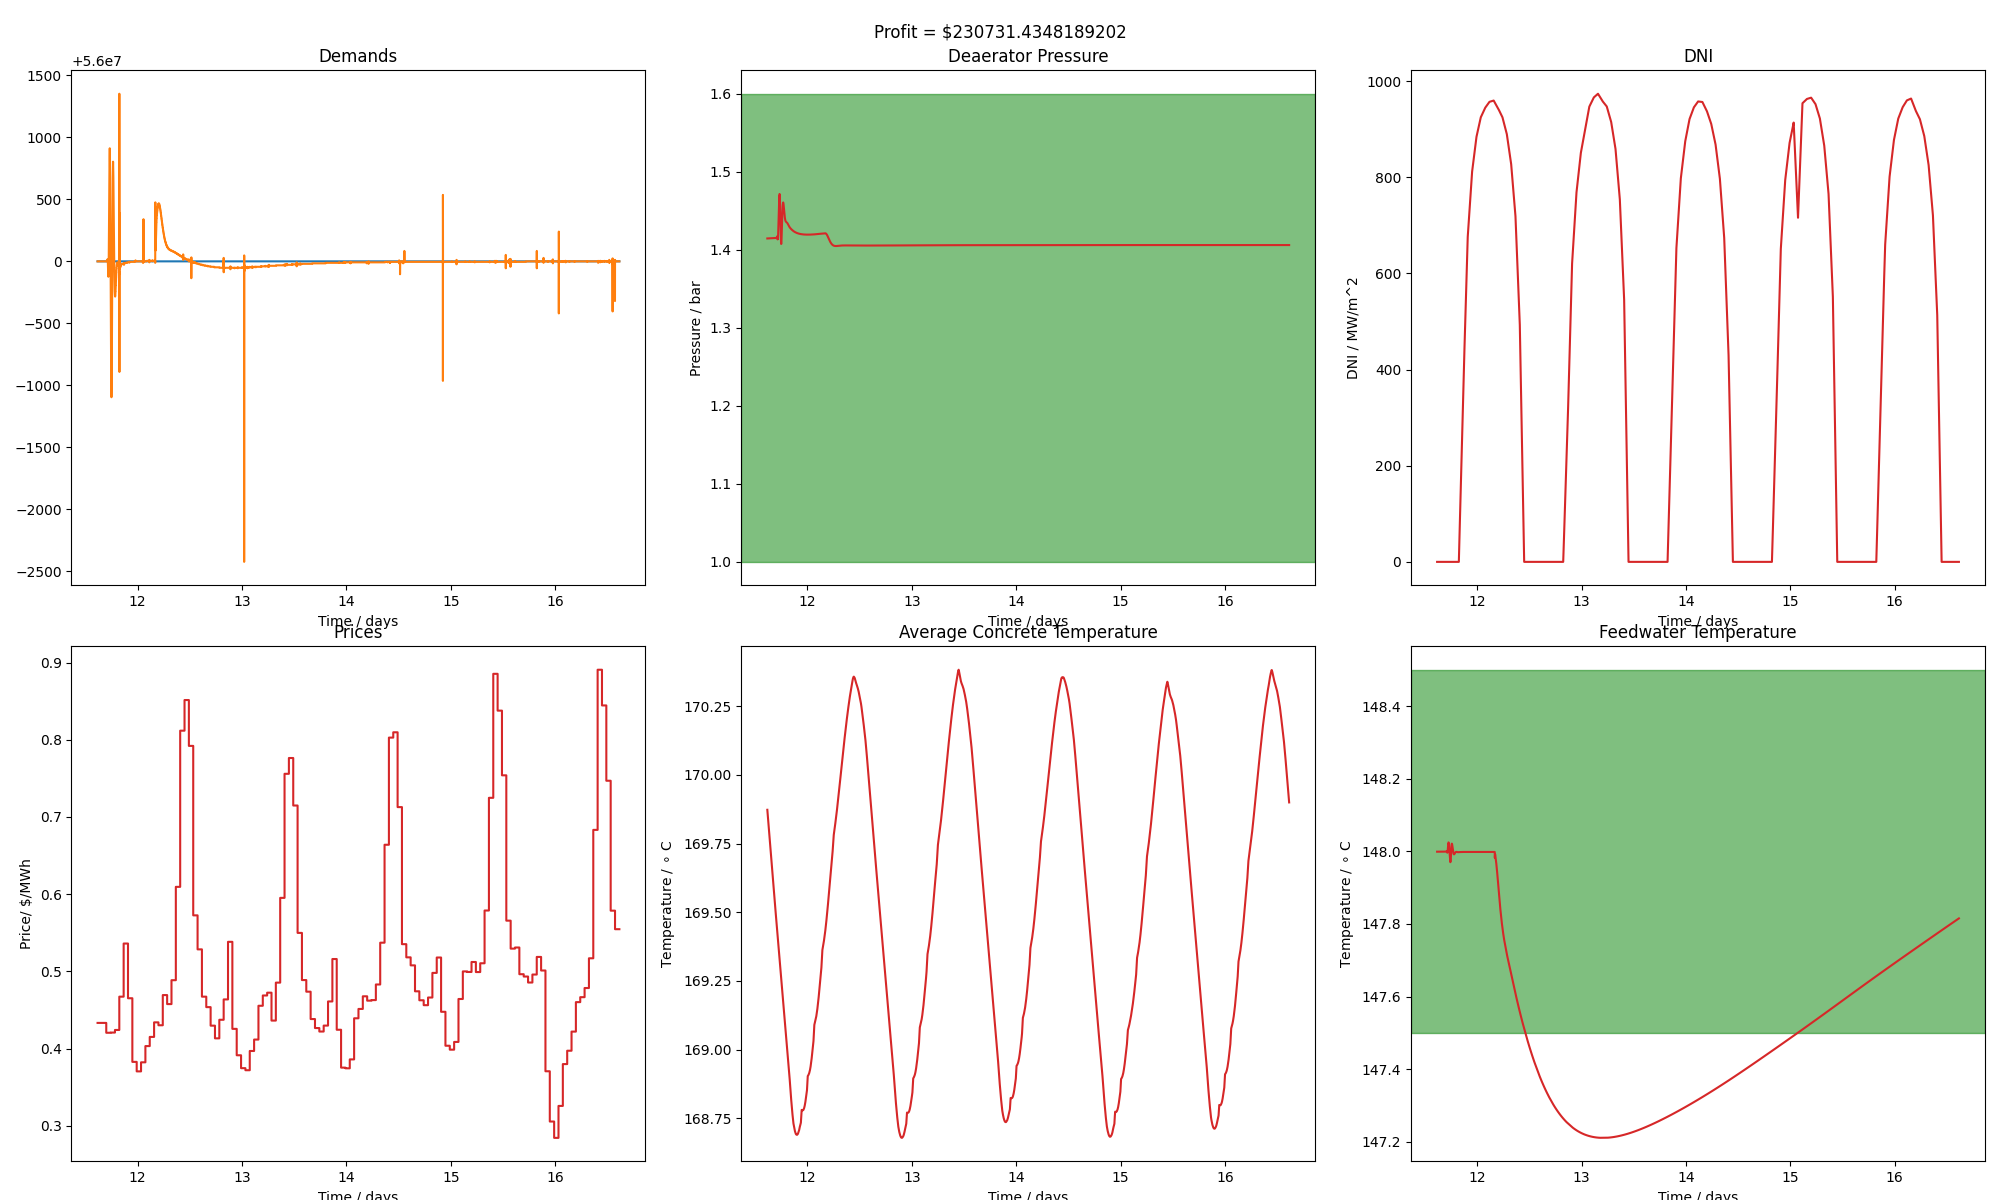 Profit = $230731.4348189202
Demands
+5.6e7
1500
1000
500
0
−500
−1000
−1500
−2000
−2500
12 13 14 15 16
Time / days
Deaerator Pressure
Pressure / bar
1.6
1.5
1.4
1.3
1.2
1.1
1.0
12 13 14 15 16
Time / days
DNI
DNI / MW/m^2
1000
800
600
400
200
0
12 13 14 15 16
Time / days
Prices
Price/ $/MWh
0.9
0.8
0.7
0.6
0.5
0.4
0.3
12 13 14 15 16
Time / days
Average Concrete Temperature
Temperature / ∘ C
170.25
170.00
169.75
169.50
169.25
169.00
168.75
12 13 14 15 16
Time / days
Feedwater Temperature
Temperature / ∘ C
148.4
148.2
148.0
147.8
147.6
147.4
147.2
12 13 14 15 16
Time / days